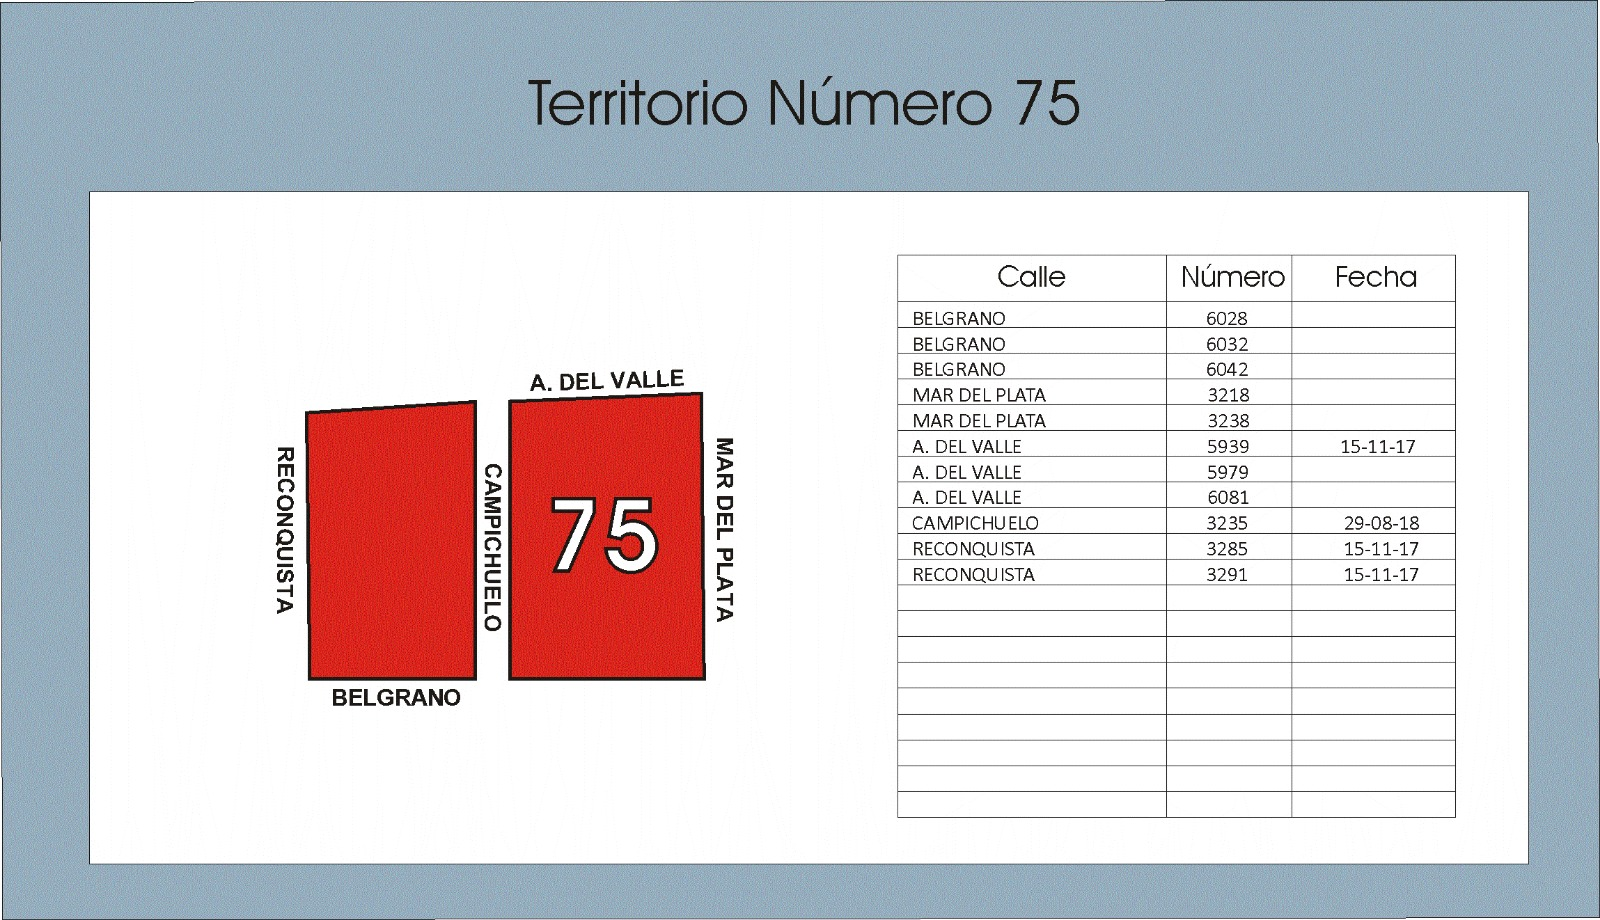 Territorio Número 75
A. DEL VALLE
RECONQUISTA
CAMPICHUELO
75
MAR DEL PLATA
BELGRANO
Calle Número Fecha
BELGRANO 6028
BELGRANO 6032
BELGRANO 6042
MAR DEL PLATA 3218
MAR DEL PLATA 3238
A. DEL VALLE 5939 15-11-17
A. DEL VALLE 5979
A. DEL VALLE 6081
CAMPICHUELO 3235 29-08-18
RECONQUISTA 3285 15-11-17
RECONQUISTA 3291 15-11-17